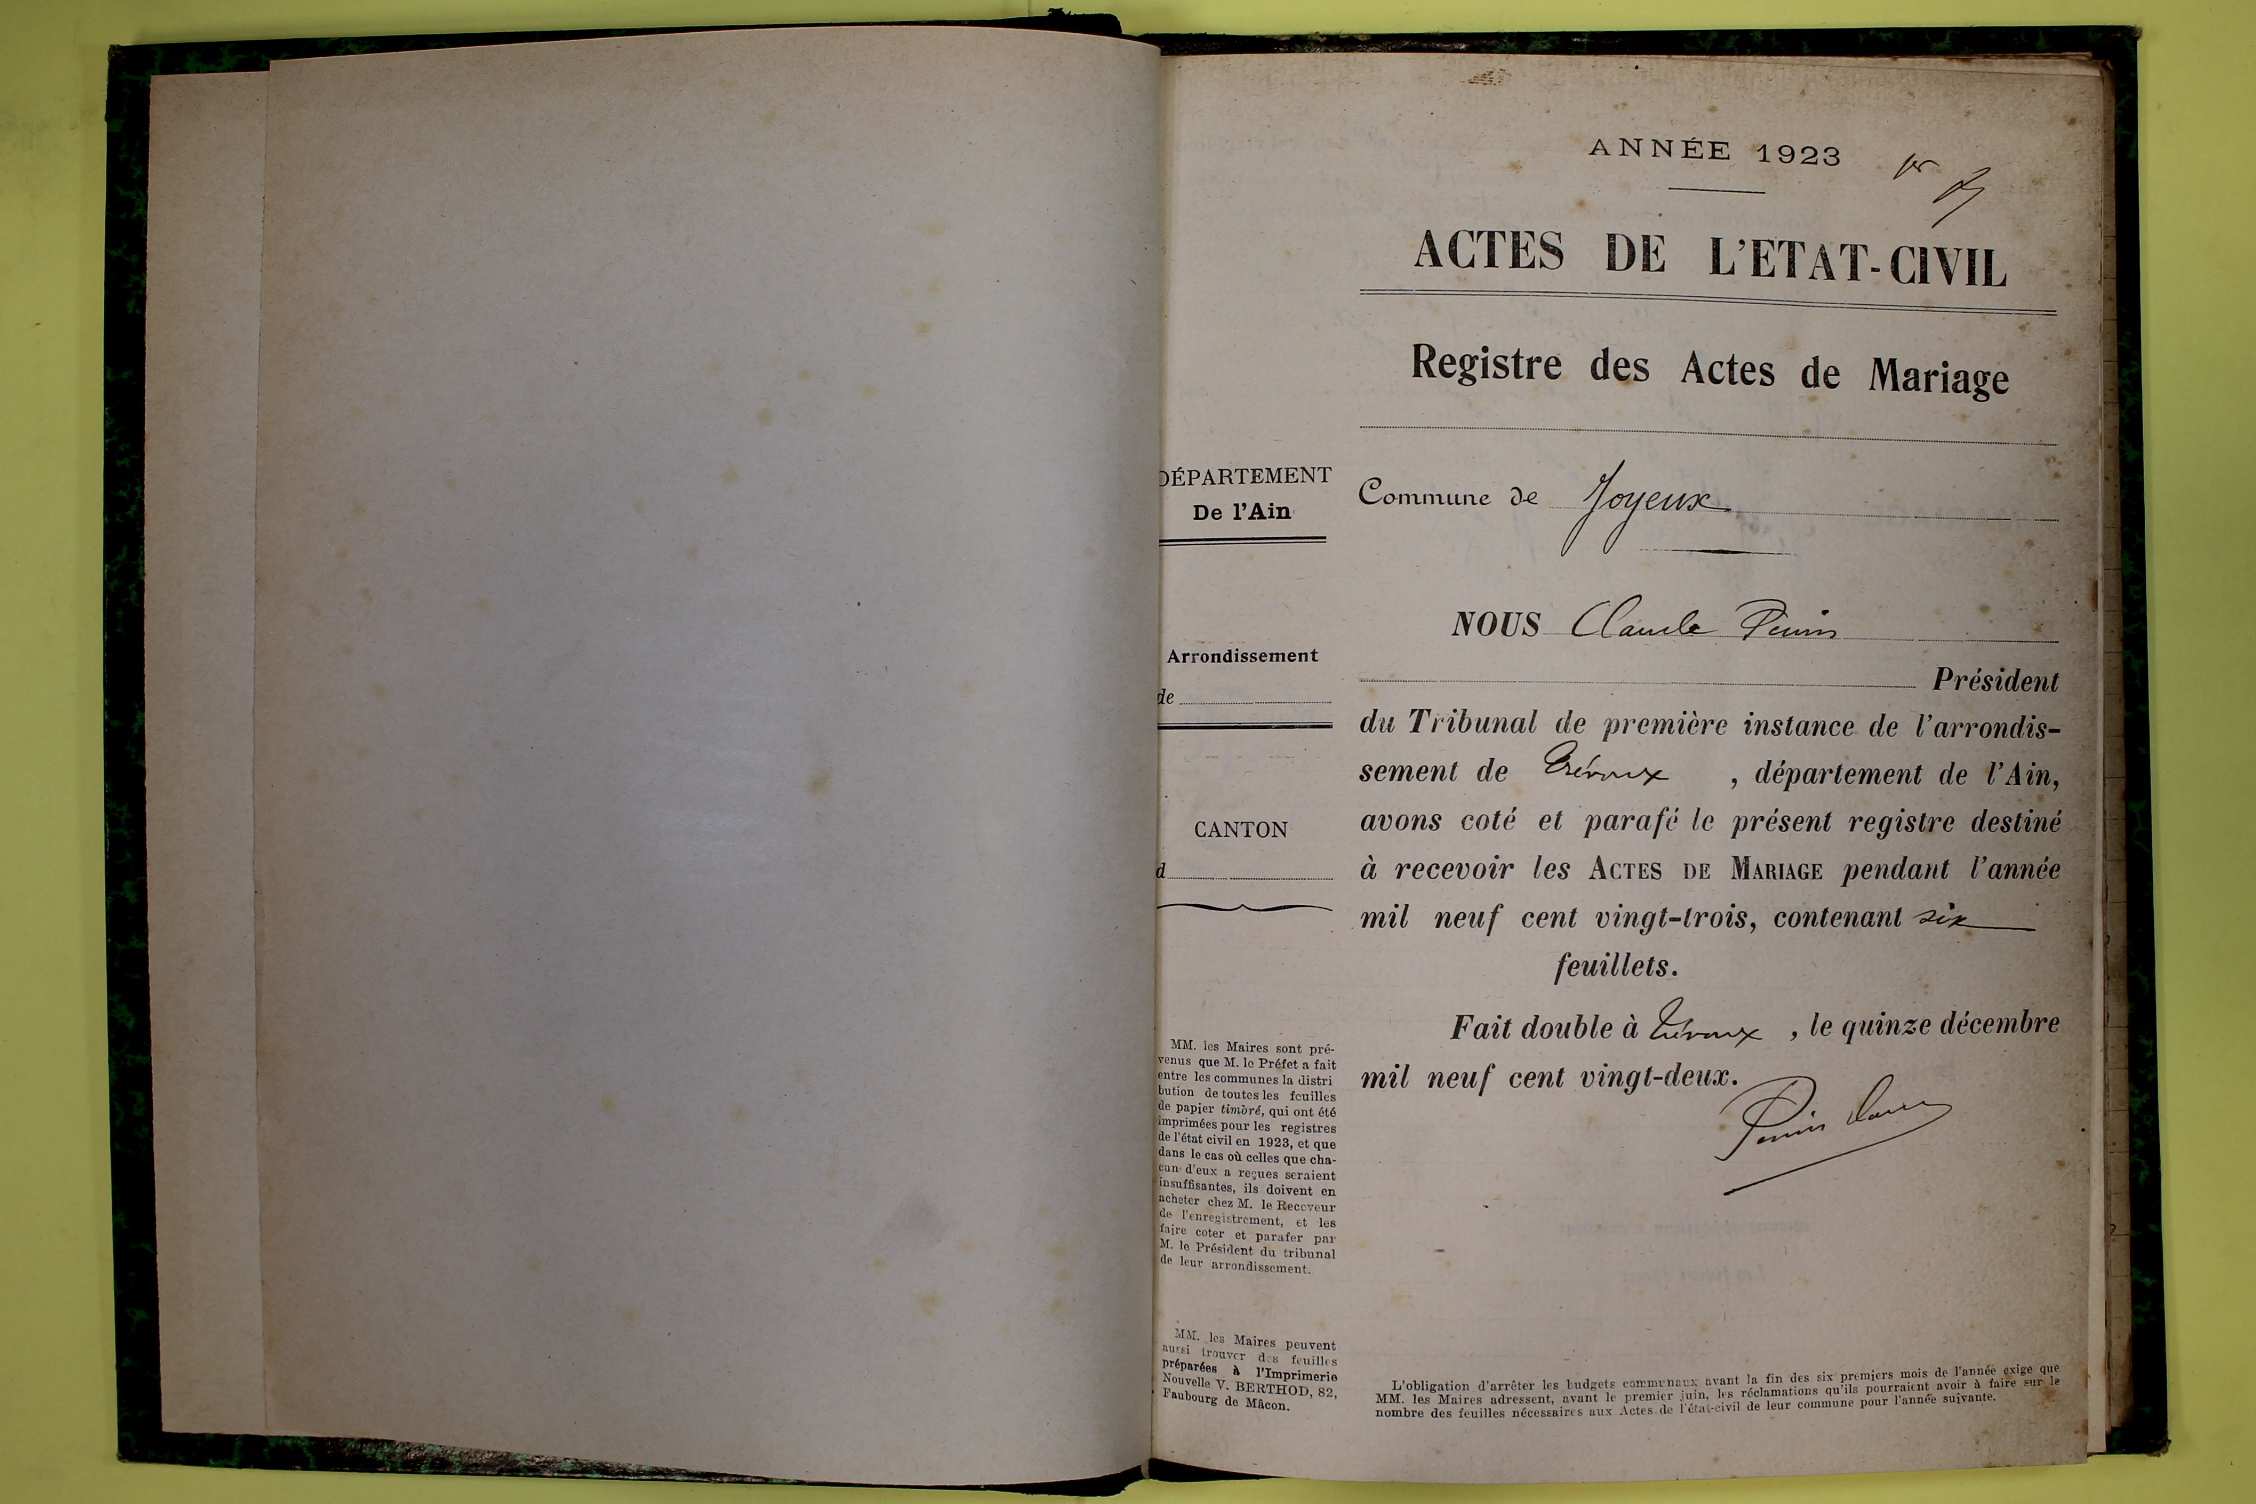 ANNÉE 1923
1er
ACTES DE L'ETAT-CIVIL
Registre des Actes de Mariage
DÉPARTEMENT
De l'Ain
Arrondissement
de
CANTON
d
MM. les Maires sont pré-
venus que M. le Préfet a fait
entre les communes la distri
bution de toutes les feuilles
de papier timbré, qui ont été
imprimées pour les registres
de l'état civil en 1923, et que
dans le cas où celles que cha-
cun d'eux a reçues seraient
insuffisantes, ils doivent en
acheter chez M. le Receveur
de l'enregistrement, et les
faire coter et parafer par
M. le Président du tribunal
de leur arrondissement.
MM. les Maires peuvent
aussi trouver des feuilles
préparées à l'Imprimerie
Nouvelle V. BERTHOD, 82,
Faubourg de Mâcon.
Commune de Joyeux
NOUS Claude
Président
du Tribunal de première instance de l'arrondis-
sement de Trévoux , département de l'Ain,
avons coté et parafé le présent registre destiné
à recevoir les ACTES DE MARIAGE pendant l'année
mil neuf cent vingt-trois, contenant six
feuillets.
Fait double à Trévoux , le quinze décembre
mil neuf cent vingt-deux.
L'obligation d'arrêter les budgets communaux avant la fin des six premiers mois de l'année exige que
MM. les Maires adressent, avant le premier juin, les réclamations qu'ils pourraient avoir à faire sur le
nombre des feuilles nécessaires aux Actes de l'état-civil de leur commune pour l'année suivante.